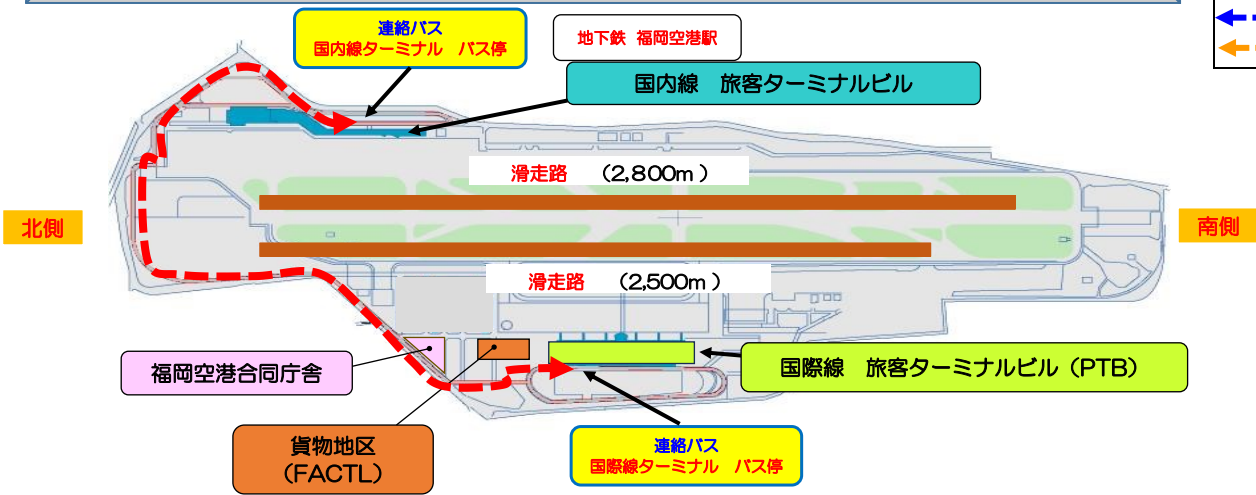 連絡バス
国内線ターミナル　バス停
地下鉄 福岡空港駅
国内線　旅客ターミナルビル
滑走路　（2,800m）
北側
南側
滑走路　（2,500m）
福岡空港合同庁舎
国際線　旅客ターミナルビル（PTB）
貨物地区
（FACTL）
連絡バス
国際線ターミナル　バス停